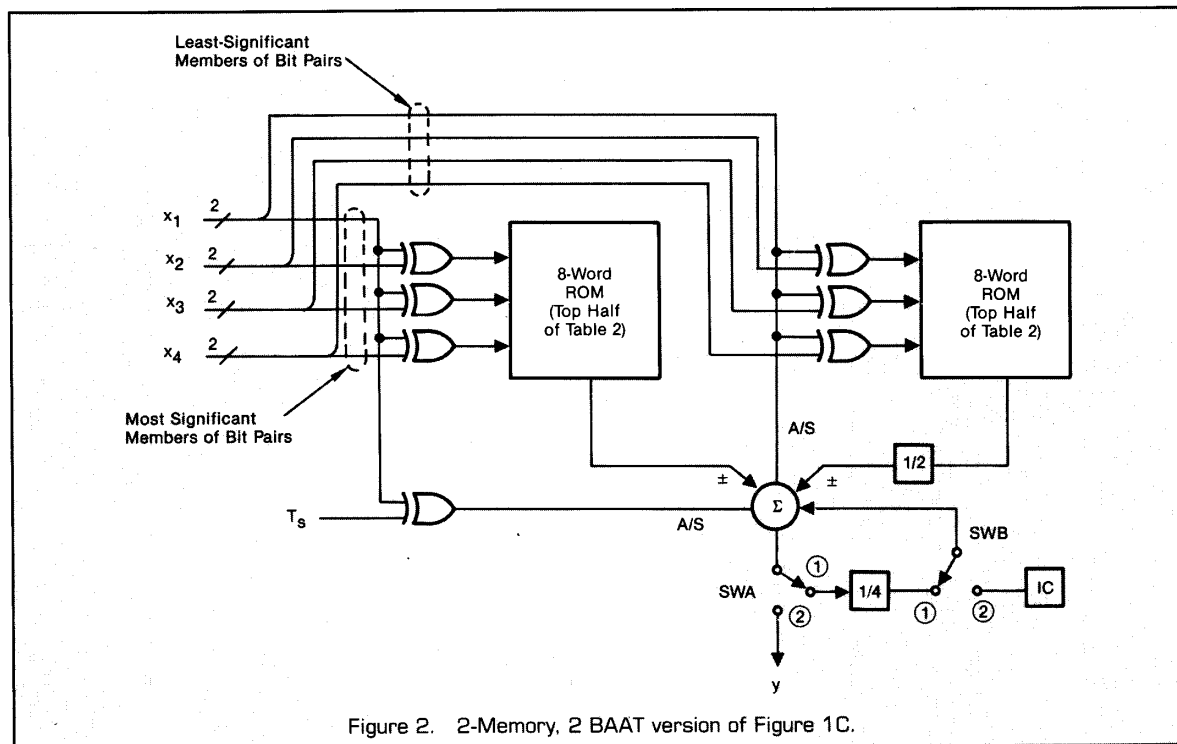 Least-Significant
Members of Bit Pairs
x1 2
x2 2
x3 2
x4 2
8-Word
ROM
(Top Half
of Table 2)
8-Word
ROM
(Top Half
of Table 2)
Most Significant
Members of Bit Pairs
A/S
1/2
±
±
Σ
Ts
A/S
SWB
SWA
①
1/4
①
②
IC
②
y
Figure 2. 2-Memory, 2 BAAT version of Figure 1C.